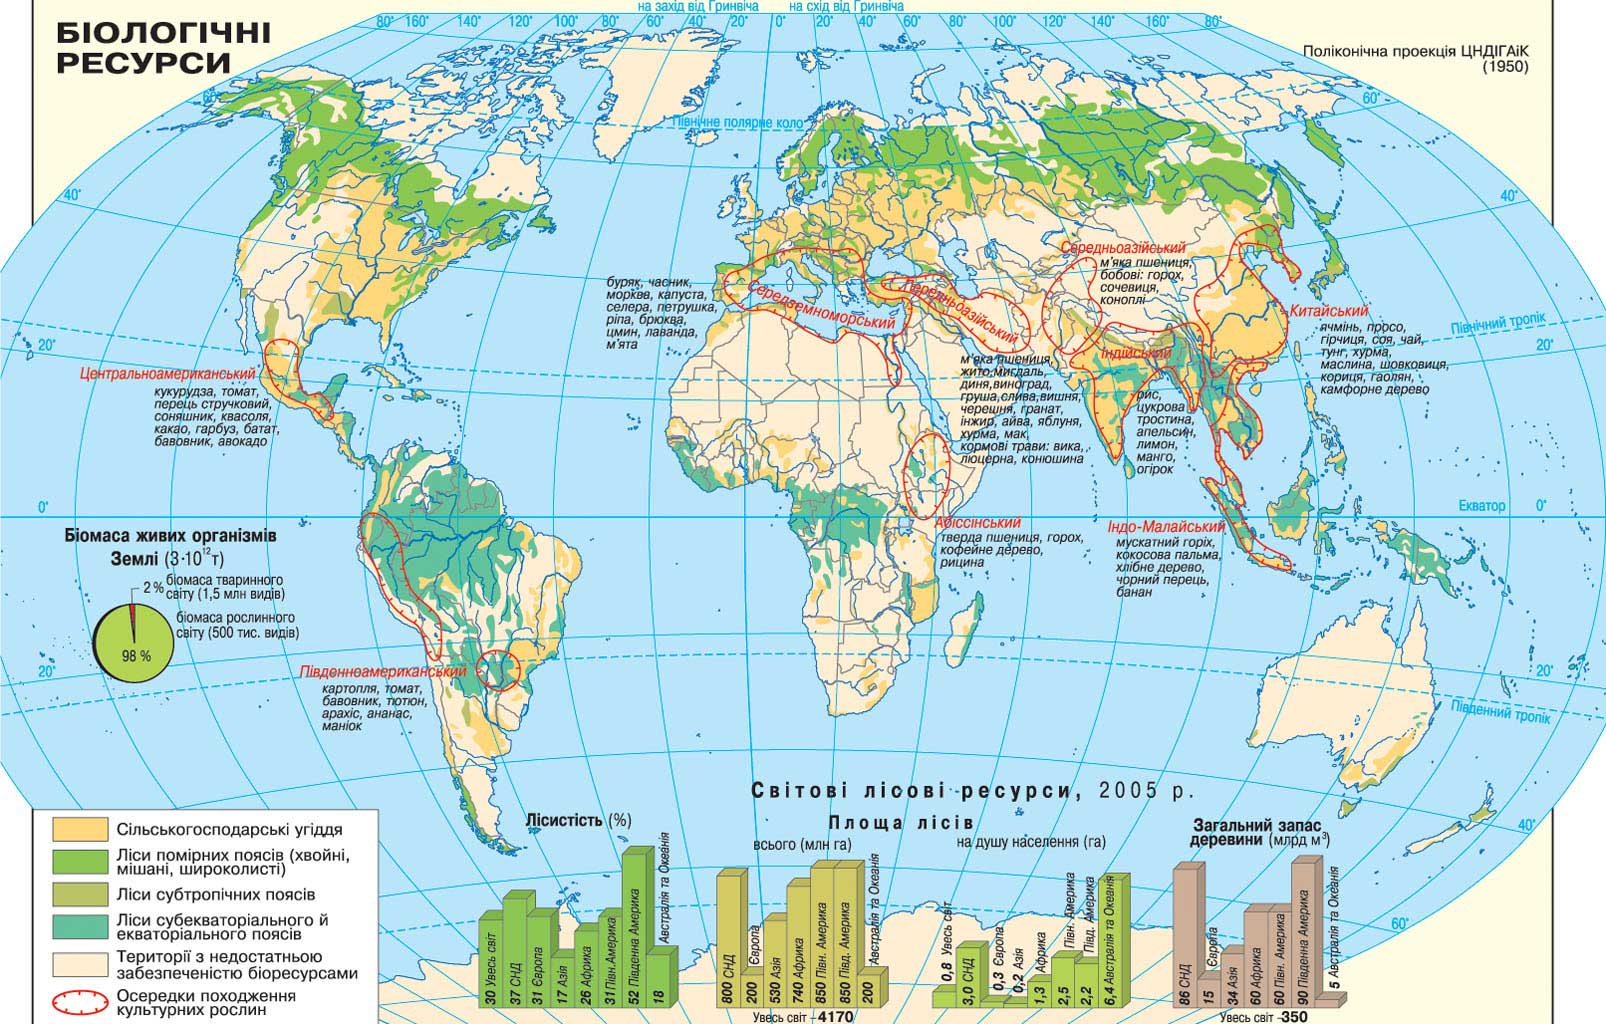 на захід від Гринвіча
на схід від Гринвіча
80° 160° 140° 120° 100° 80° 60° 40° 20° 0° 20° 40° 60° 80° 100° 120° 140° 160° 80°
БІОЛОГІЧНІ
РЕСУРСИ
Поліконічна проекція ЦНДІГАіК
(1950)
60°
60°
Північне полярне коло
40°
40°
Середньоазійський
м'яка пшениця,
бобові: горох,
сочевиця,
коноплі
буряк, часник,
морква, капуста,
селера, петрушка,
ріпа, брюква,
цмин, лаванда,
м'ята
Середземноморський
Передньоазійський
м'яка пшениця,
жито,мигдаль,
диня,виноград,
груша,слива,вишня,
черешня, гранат,
інжир, айва, яблуня,
хурма, мак,
кормові трави: вика,
люцерна, конюшина
Китайський
ячмінь, просо,
гірчиця, соя, чай,
тунг, хурма,
маслина, шовковиця,
кориця, гаолян,
камфорне дерево
Північний тропік
20°
20°
Індійський
рис,
цукрова
тростина,
апельсин,
лимон,
манго,
огірок
Центральноамериканський
кукурудза, томат,
перець стручковий,
соняшник, квасоля,
какао, гарбуз, батат,
бавовник, авокадо
0°
Екватор
0°
Абіссінський
тверда пшениця, горох,
кофейне дерево,
рицина
Індо-Малайський
мускатний горіх,
кокосова пальма,
хлібне дерево,
чорний перець,
банан
Біомаса живих організмів
Землі (3·10¹²т)
2 % біомаса тваринного
світу (1,5 млн видів)
біомаса рослинного
світу (500 тис. видів)
98 %
20°
20°
Південноамериканський
картопля, томат,
бавовник, тютюн,
арахіс, ананас,
маніок
Південний тропік
40°
60°
Сільськогосподарські угіддя
Ліси помірних поясів (хвойні,
мішані, широколисті)
Ліси субтропічних поясів
Ліси субекваторіального й
екваторіального поясів
Території з недостатньою
забезпеченістю біоресурсами
Осередки походження
культурних рослин
Світові лісові ресурси, 2005 р.
Лісистість (%)
30 Увесь світ
37 СНД
31 Європа
17 Азія
26 Африка
31 Півн.Америка
52 Південна Америка
18 Австралія та Океанія
Площа лісів
всього (млн га)
800 СНД
200 Європа
530 Азія
740 Африка
850 Півн. Америка
850 Півд. Америка
200 Австралія та Океанія
Увесь світ -4170
на душу населення (га)
0,8 Увесь світ
3,0 СНД
0,3 Європа
0,2 Азія
1,3 Африка
2,5 Півн. Америка
2,2 Півд. Америка
6,4 Австралія та Океанія
Загальний запас
деревини (млрд м³)
86 СНД
15 Європа
34 Азія
60 Африка
60 Півн. Америка
90 Південна Америка
5 Австралія та Океанія
Увесь світ -350